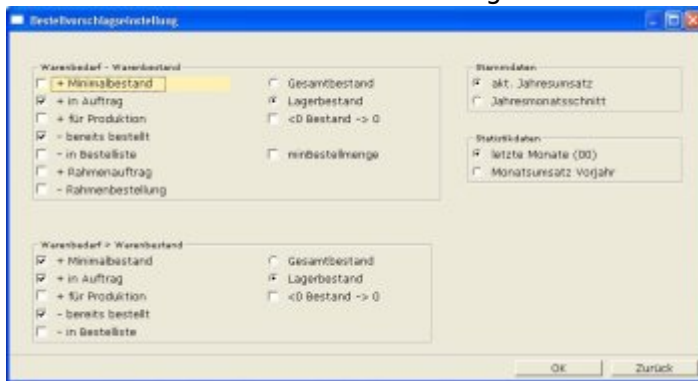 Bestellvorschlagseinstellung
Warenbedarf - Warenbestand
+ Minimalbestand
+ in Auftrag
+ für Produktion
- bereits bestellt
- in Bestelliste
+ Rahmenauftrag
- Rahmenbestellung
Gesamtbestand
Lagerbestand
<0 Bestand -> 0
minBestellmenge
Stammdaten
akt. Jahresumsatz
Jahresmonatsschnitt
Statistikdaten
letzte Monate (00)
Monatsumsatz Vorjahr
Warenbedarf > Warenbestand
+ Minimalbestand
+ in Auftrag
+ für Produktion
- bereits bestellt
- in Bestelliste
Gesamtbestand
Lagerbestand
<0 Bestand -> 0
OK
Zurück